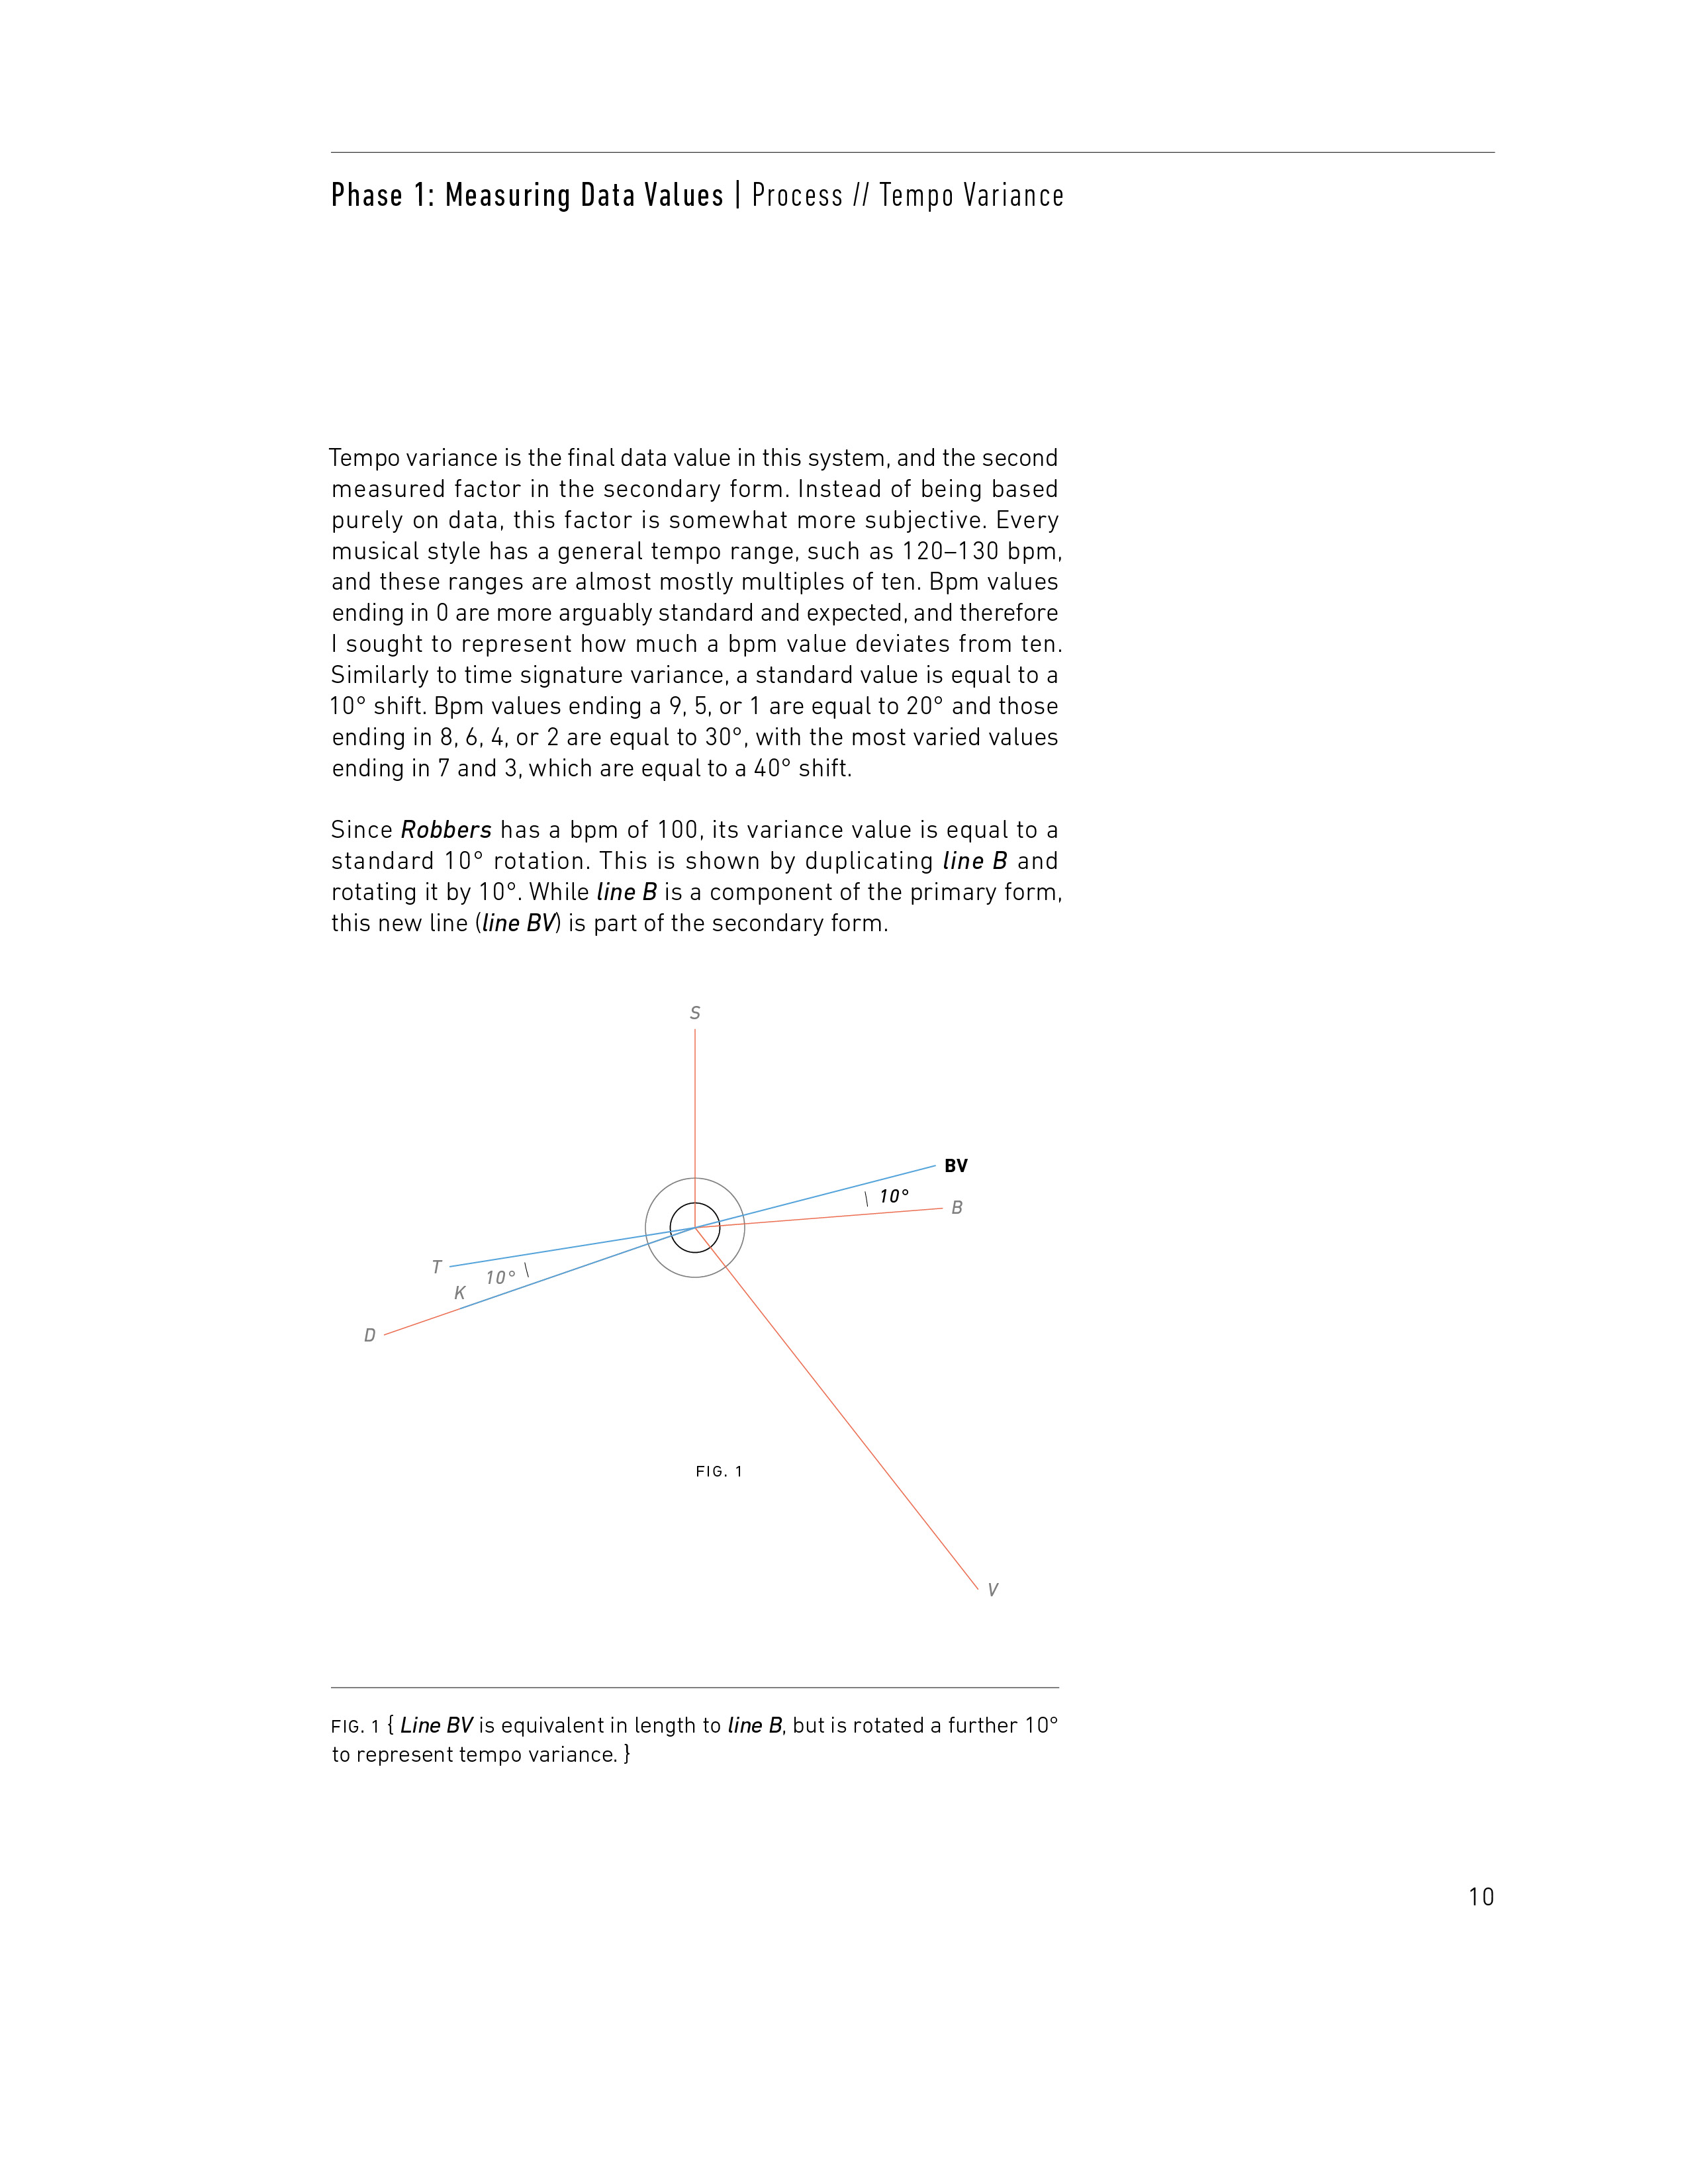 Phase 1: Measuring Data Values | Process // Tempo Variance
Tempo variance is the final data value in this system, and the second
measured factor in the secondary form. Instead of being based
purely on data, this factor is somewhat more subjective. Every
musical style has a general tempo range, such as 120–130 bpm,
and these ranges are almost mostly multiples of ten. Bpm values
ending in 0 are more arguably standard and expected, and therefore
I sought to represent how much a bpm value deviates from ten.
Similarly to time signature variance, a standard value is equal to a
10° shift. Bpm values ending a 9, 5, or 1 are equal to 20° and those
ending in 8, 6, 4, or 2 are equal to 30°, with the most varied values
ending in 7 and 3, which are equal to a 40° shift.
Since Robbers has a bpm of 100, its variance value is equal to a
standard 10° rotation. This is shown by duplicating line B and
rotating it by 10°. While line B is a component of the primary form,
this new line (line BV) is part of the secondary form.
S
BV
10°
B
T
10°
K
D
FIG. 1
V
FIG. 1 { Line BV is equivalent in length to line B, but is rotated a further 10°
to represent tempo variance. }
10